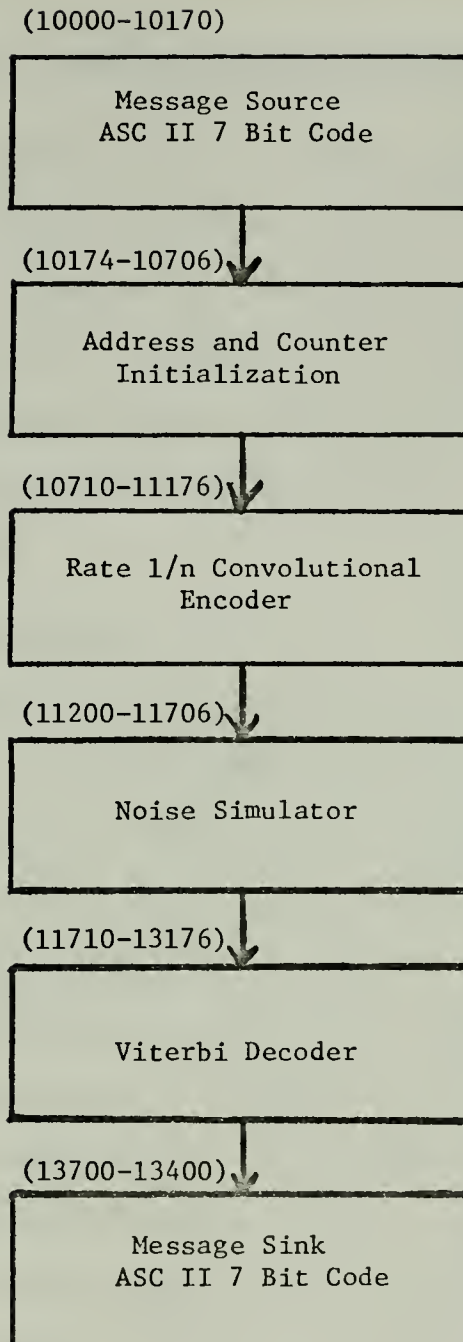 (10000-10170)
Message Source
ASC II 7 Bit Code
(10174-10706)
Address and Counter
Initialization
(10710-11176)
Rate 1/n Convolutional
Encoder
(11200-11706)
Noise Simulator
(11710-13176)
Viterbi Decoder
(13700-13400)
Message Sink
ASC II 7 Bit Code